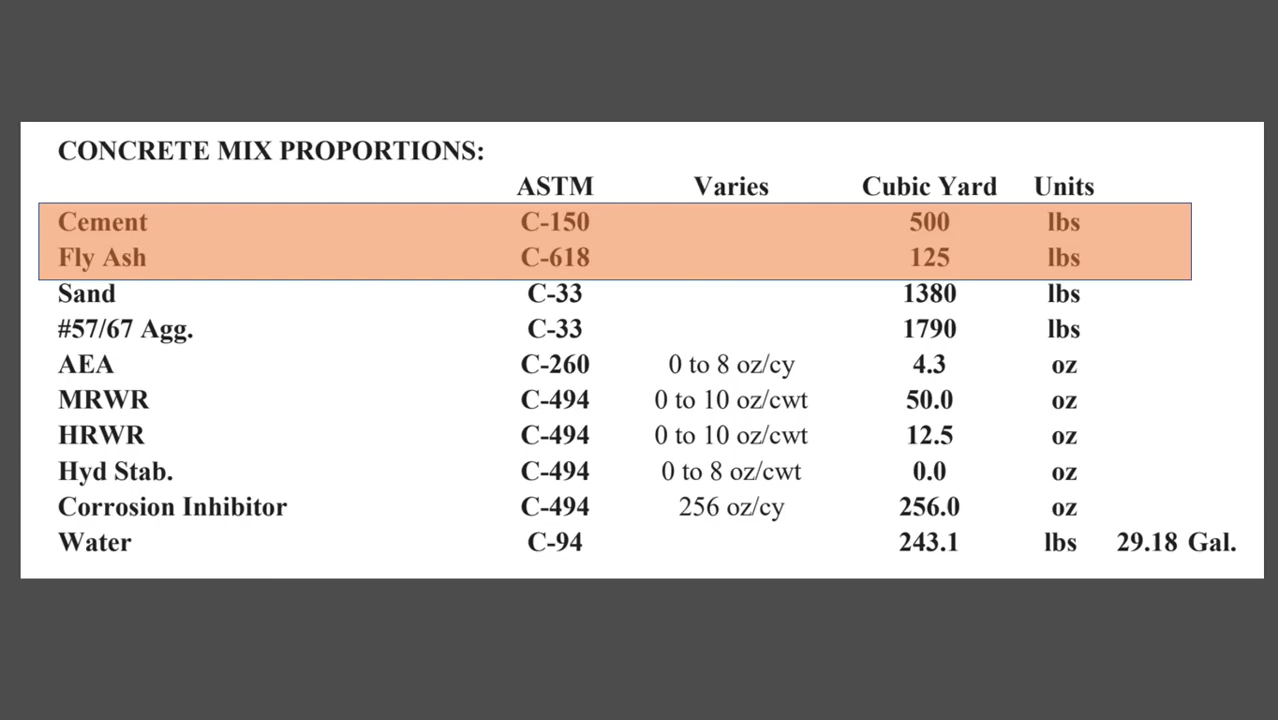 CONCRETE MIX PROPORTIONS:
ASTM Varies Cubic Yard Units
Cement C-150 500 lbs
Fly Ash C-618 125 lbs
Sand C-33 1380 lbs
#57/67 Agg. C-33 1790 lbs
AEA C-260 0 to 8 oz/cy 4.3 oz
MRWR C-494 0 to 10 oz/cwt 50.0 oz
HRWR C-494 0 to 10 oz/cwt 12.5 oz
Hyd Stab. C-494 0 to 8 oz/cwt 0.0 oz
Corrosion Inhibitor C-494 256 oz/cy 256.0 oz
Water C-94 243.1 lbs 29.18 Gal.